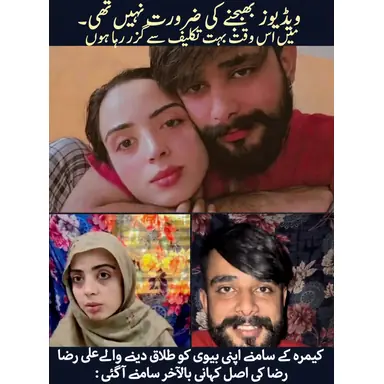 ویڈیوز بھیجنے کی ضرورت نہیں تھی۔
میں اس وقت بہت تکلیف سے گزر رہا ہوں
کیمرہ کے سامنے اپنی بیوی کو طلاق دینے والے علی رضا
رضا کی اصل کہانی بالآخر سامنے آگئی :